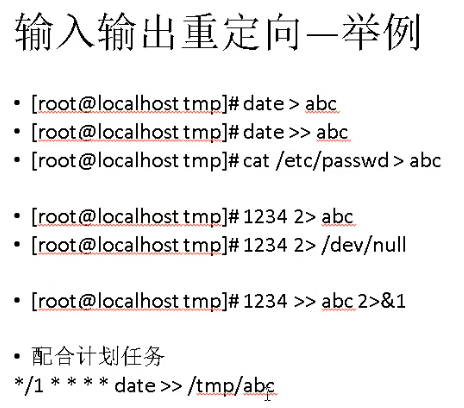 输入输出重定向—举例
• [root@localhost tmp]# date > abc
• [root@localhost tmp]# date >> abc
• [root@localhost tmp]# cat /etc/passwd > abc
• [root@localhost tmp]# 1234 2> abc
• [root@localhost tmp]# 1234 2> /dev/null
• [root@localhost tmp]# 1234 >> abc 2>&1
• 配合计划任务
*/1 * * * * date >> /tmp/abc